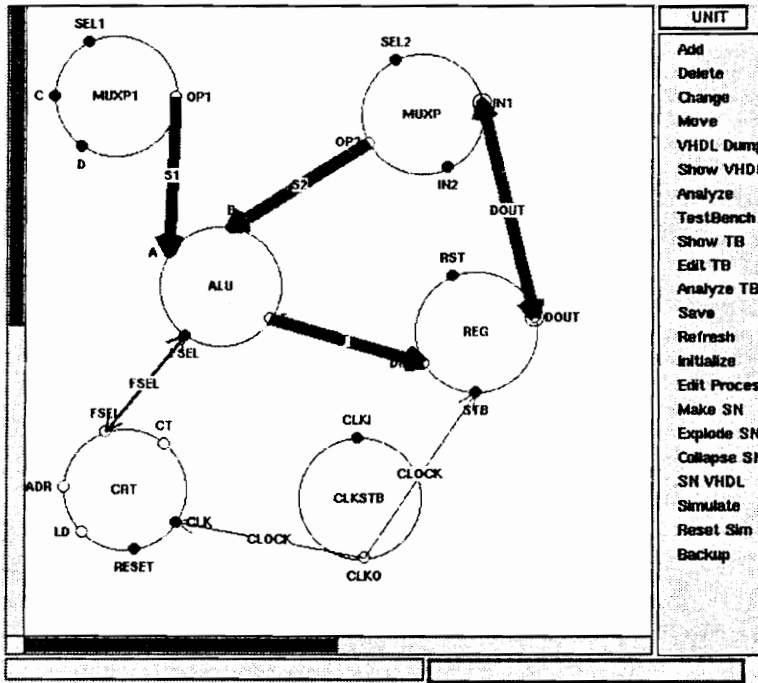 UNIT
Add
Delete
Change
Move
VHDL Dump
Show VHDL
Analyze
TestBench
Show TB
Edit TB
Analyze TB
Save
Refresh
Initialize
Edit Proces
Make SN
Explode SN
Collapse SN
SN VHDL
Simulate
Reset Sim
Backup
SEL1
C
MUXP1
OP1
D
S1
SEL2
MUXP
IN1
IN2
S2
DOUT
B
A
ALU
FSEL
RST
REG
DOUT
STB
FSEL
FSEL
CT
ADR
CRT
LD
CLK
RESET
CLKI
CLKSTB
CLOCK
CLOCK
CLKO